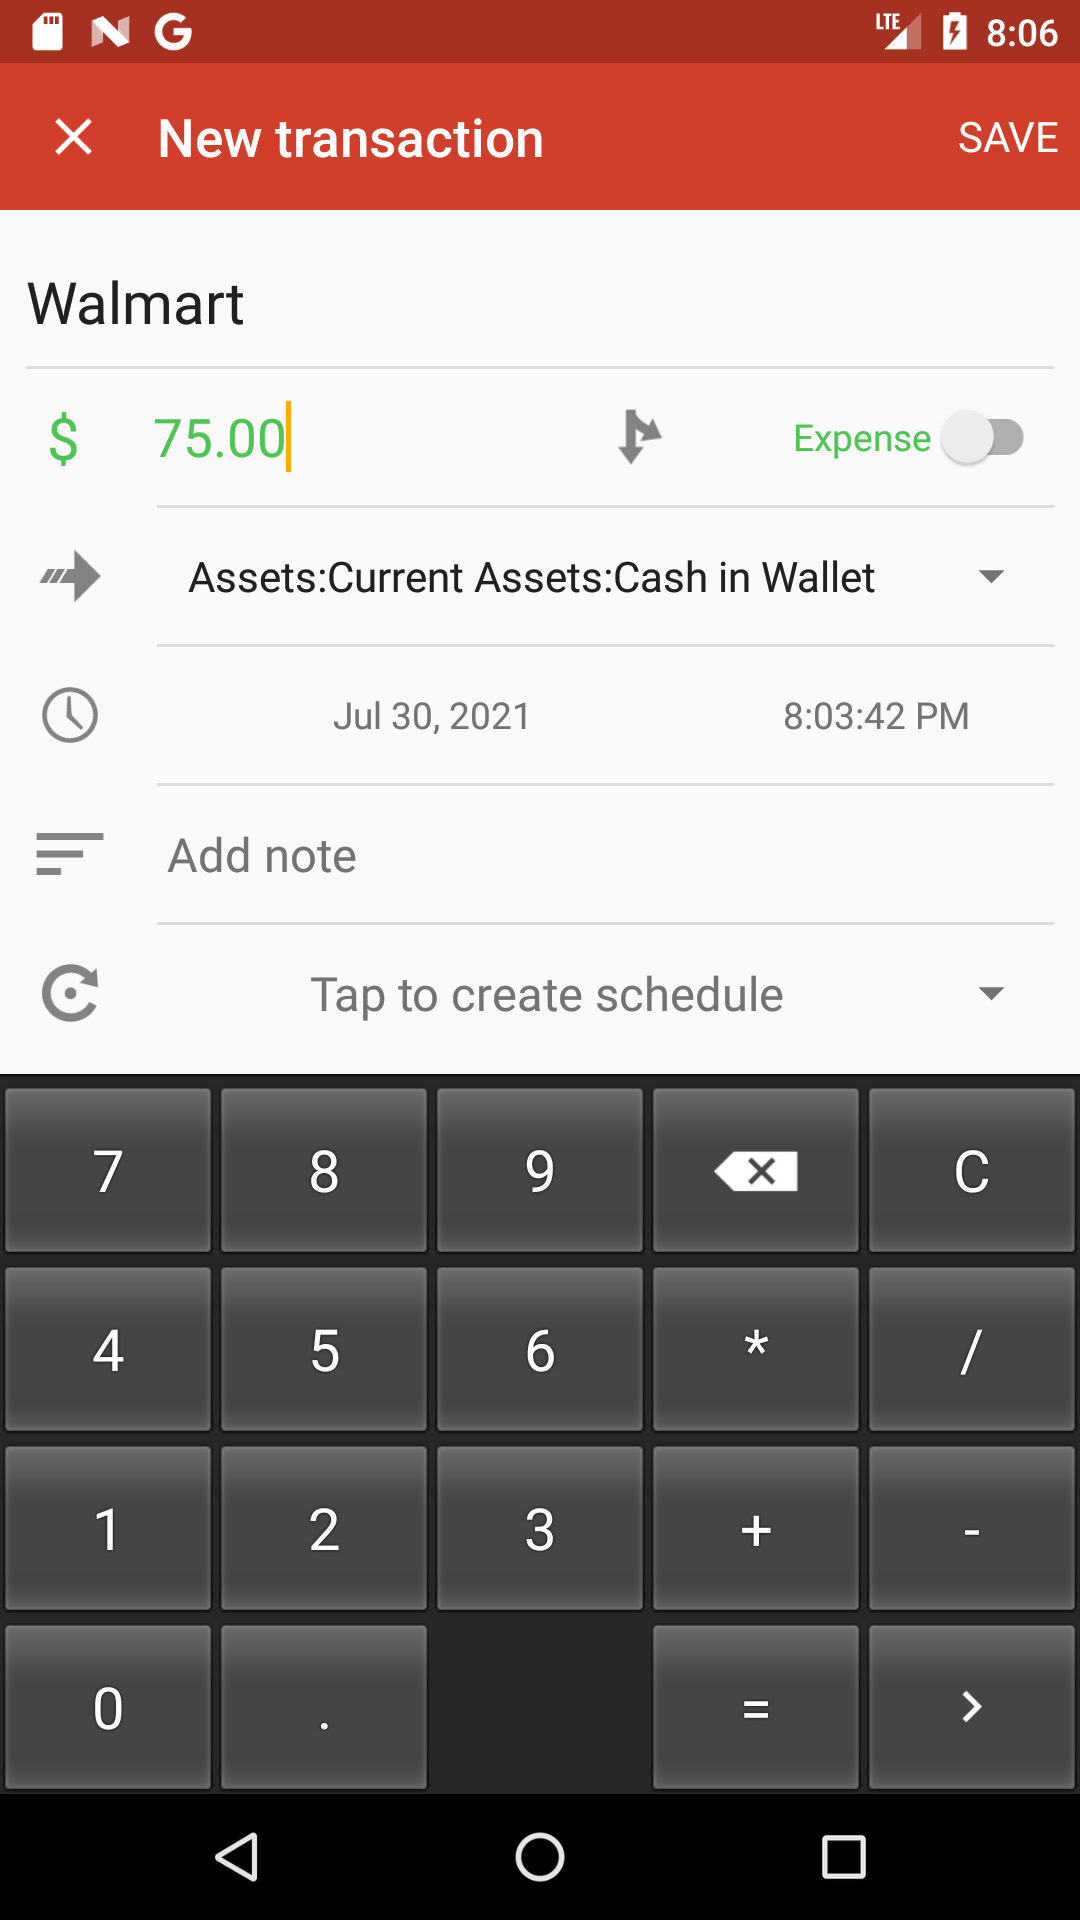 LTE 8:06
New transaction SAVE
Walmart
$ 75.00 Expense
Assets:Current Assets:Cash in Wallet
Jul 30, 2021 8:03:42 PM
Add note
Tap to create schedule
7 8 9 C
4 5 6 * /
1 2 3 + -
0 . = >